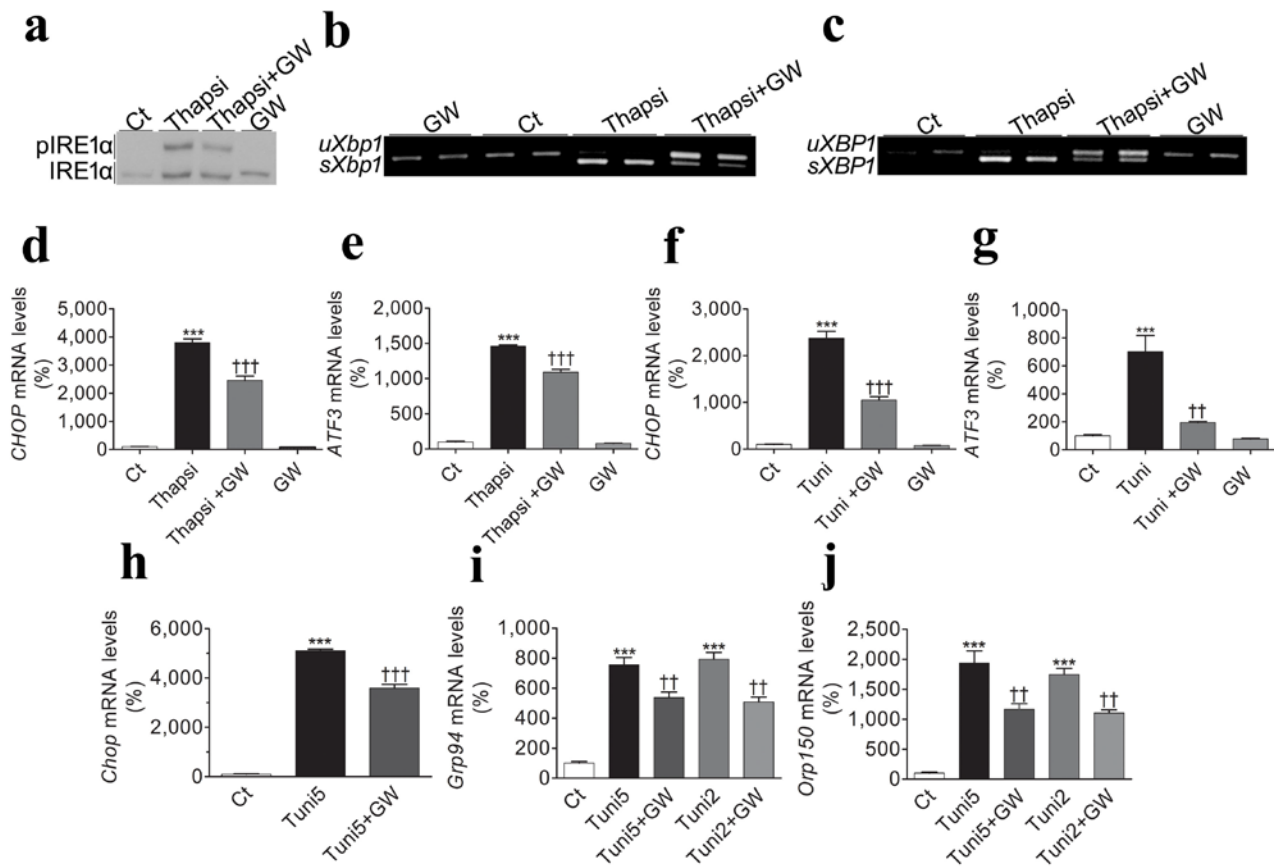 a
Ct
Thapsi
Thapsi+GW
GW
pIRE1α
IRE1α
b
GW
Ct
Thapsi
Thapsi+GW
uXbp1
sXbp1
c
Ct
Thapsi
Thapsi+GW
GW
uXBP1
sXBP1
d
CHOP mRNA levels
(%)
5,000
4,000
3,000
2,000
1,000
0
***
†††
Ct
Thapsi
Thapsi +GW
GW
e
ATF3 mRNA levels
(%)
2,000
1,500
1,000
500
0
***
†††
Ct
Thapsi
Thapsi +GW
GW
f
CHOP mRNA levels
(%)
3,000
2,000
1,000
0
***
†††
Ct
Tuni
Tuni +GW
GW
g
ATF3 mRNA levels
(%)
1,000
800
600
400
200
0
***
††
Ct
Tuni
Tuni +GW
GW
h
Chop mRNA levels
(%)
6,000
4,000
2,000
0
***
†††
Ct
Tuni5
Tuni5+GW
i
Grp94 mRNA levels
(%)
1,000
800
600
400
200
0
***
††
***
††
Ct
Tuni5
Tuni5+GW
Tuni2
Tuni2+GW
j
Orp150 mRNA levels
(%)
2,500
2,000
1,500
1,000
500
0
***
††
***
††
Ct
Tuni5
Tuni5+GW
Tuni2
Tuni2+GW